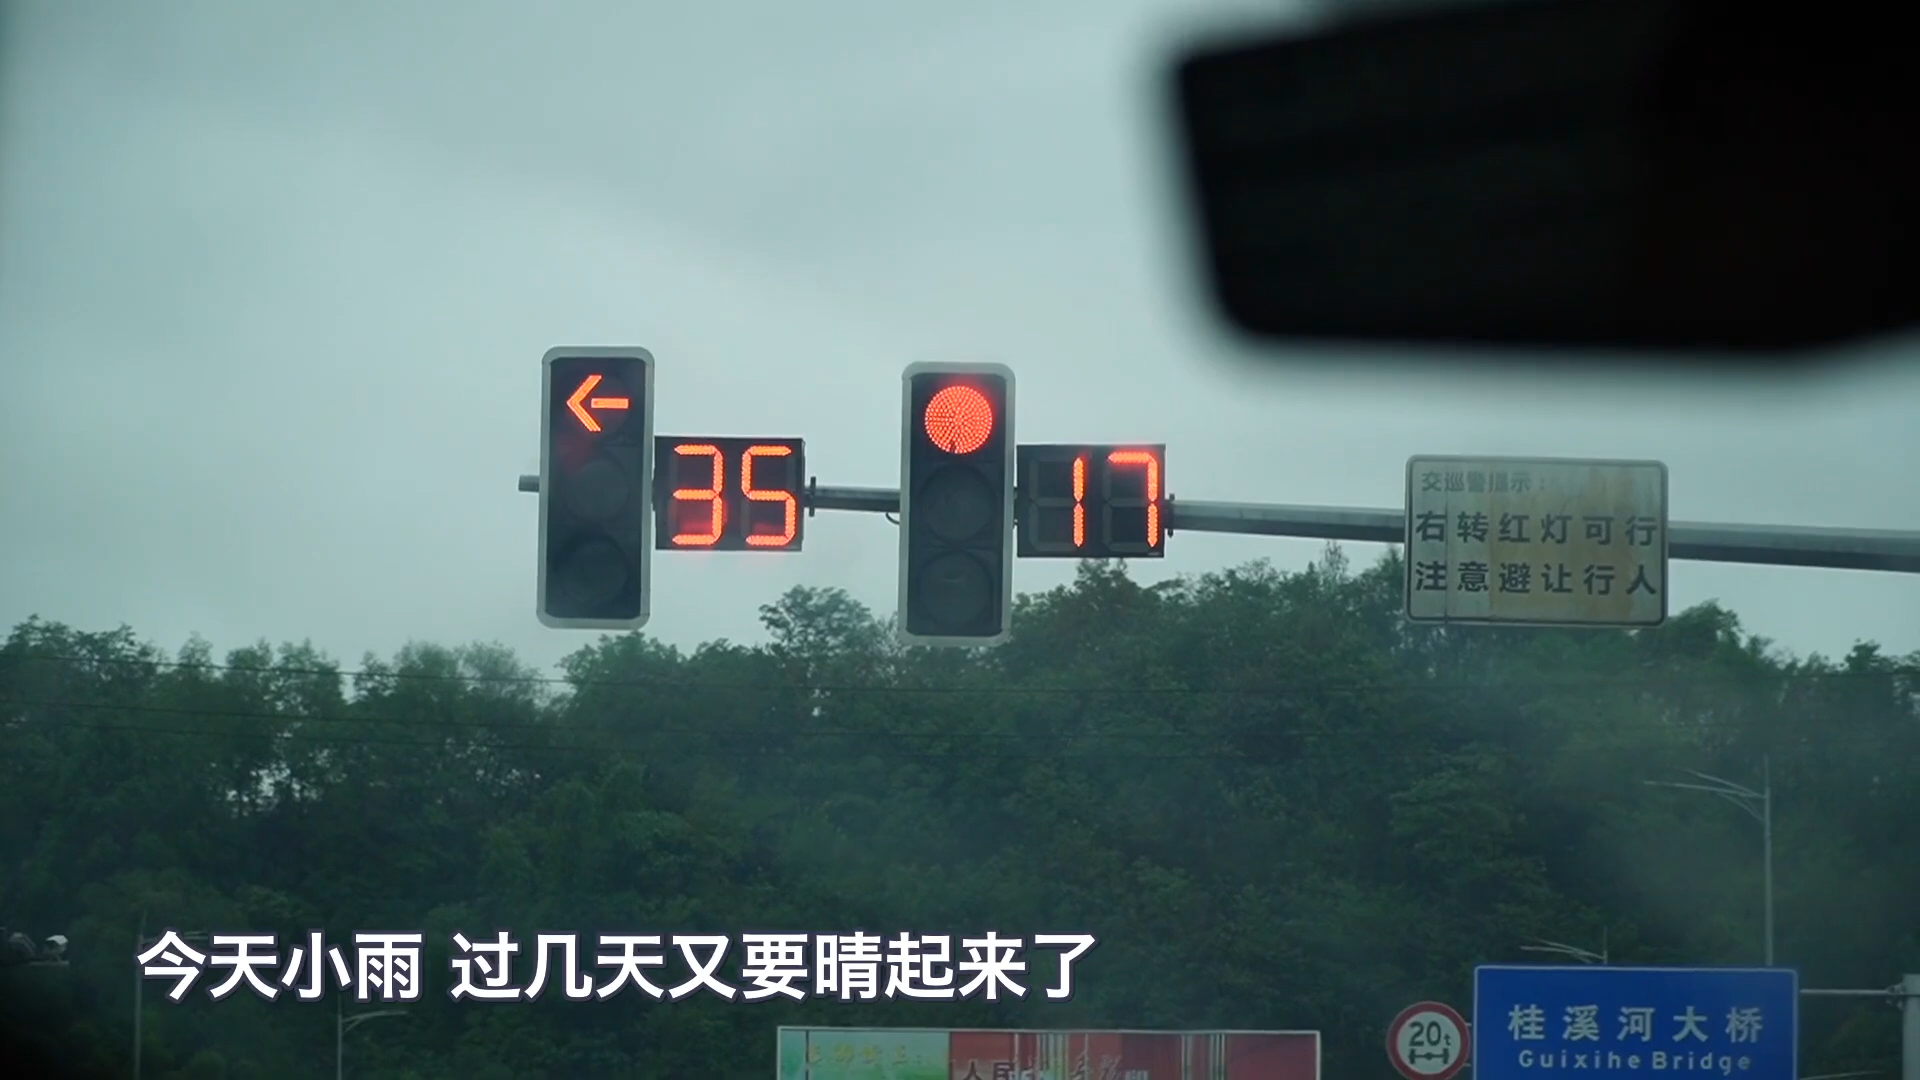 35
17
交巡警提示：
右转红灯可行
注意避让行人
今天小雨 过几天又要晴起来了
20t
桂溪河大桥
Guixihe Bridge
人民